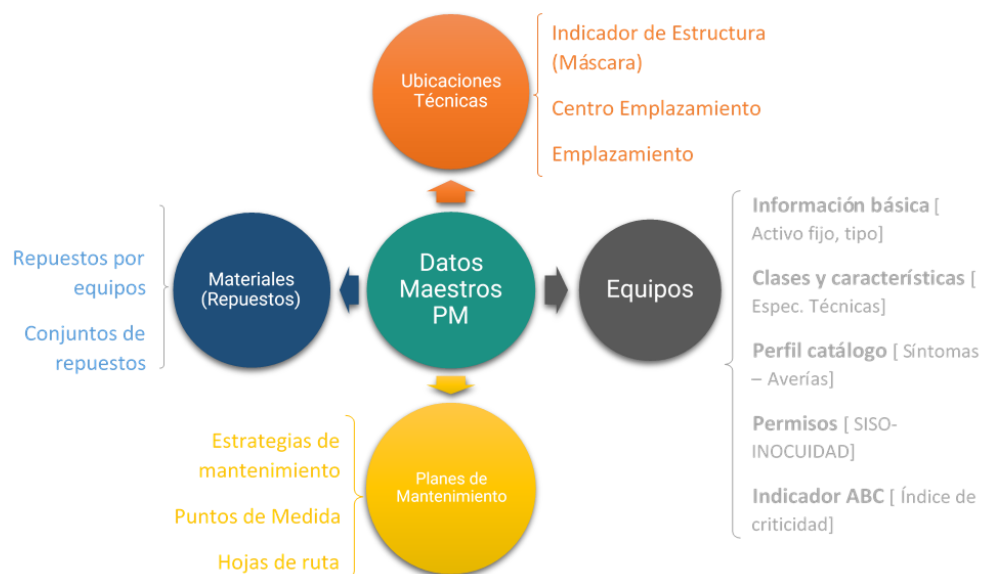 Ubicaciones
Técnicas
Indicador de Estructura
(Máscara)
Centro Emplazamiento
Emplazamiento
Repuestos por
equipos
Conjuntos de
repuestos
Materiales
(Repuestos)
Datos
Maestros
PM
Equipos
Información básica [
Activo fijo, tipo]
Clases y características [
Espec. Técnicas]
Perfil catálogo [ Síntomas
– Averías]
Permisos [ SISO-
INOCUIDAD]
Indicador ABC [ Índice de
criticidad]
Estrategias de
mantenimiento
Puntos de Medida
Hojas de ruta
Planes de
Mantenimiento